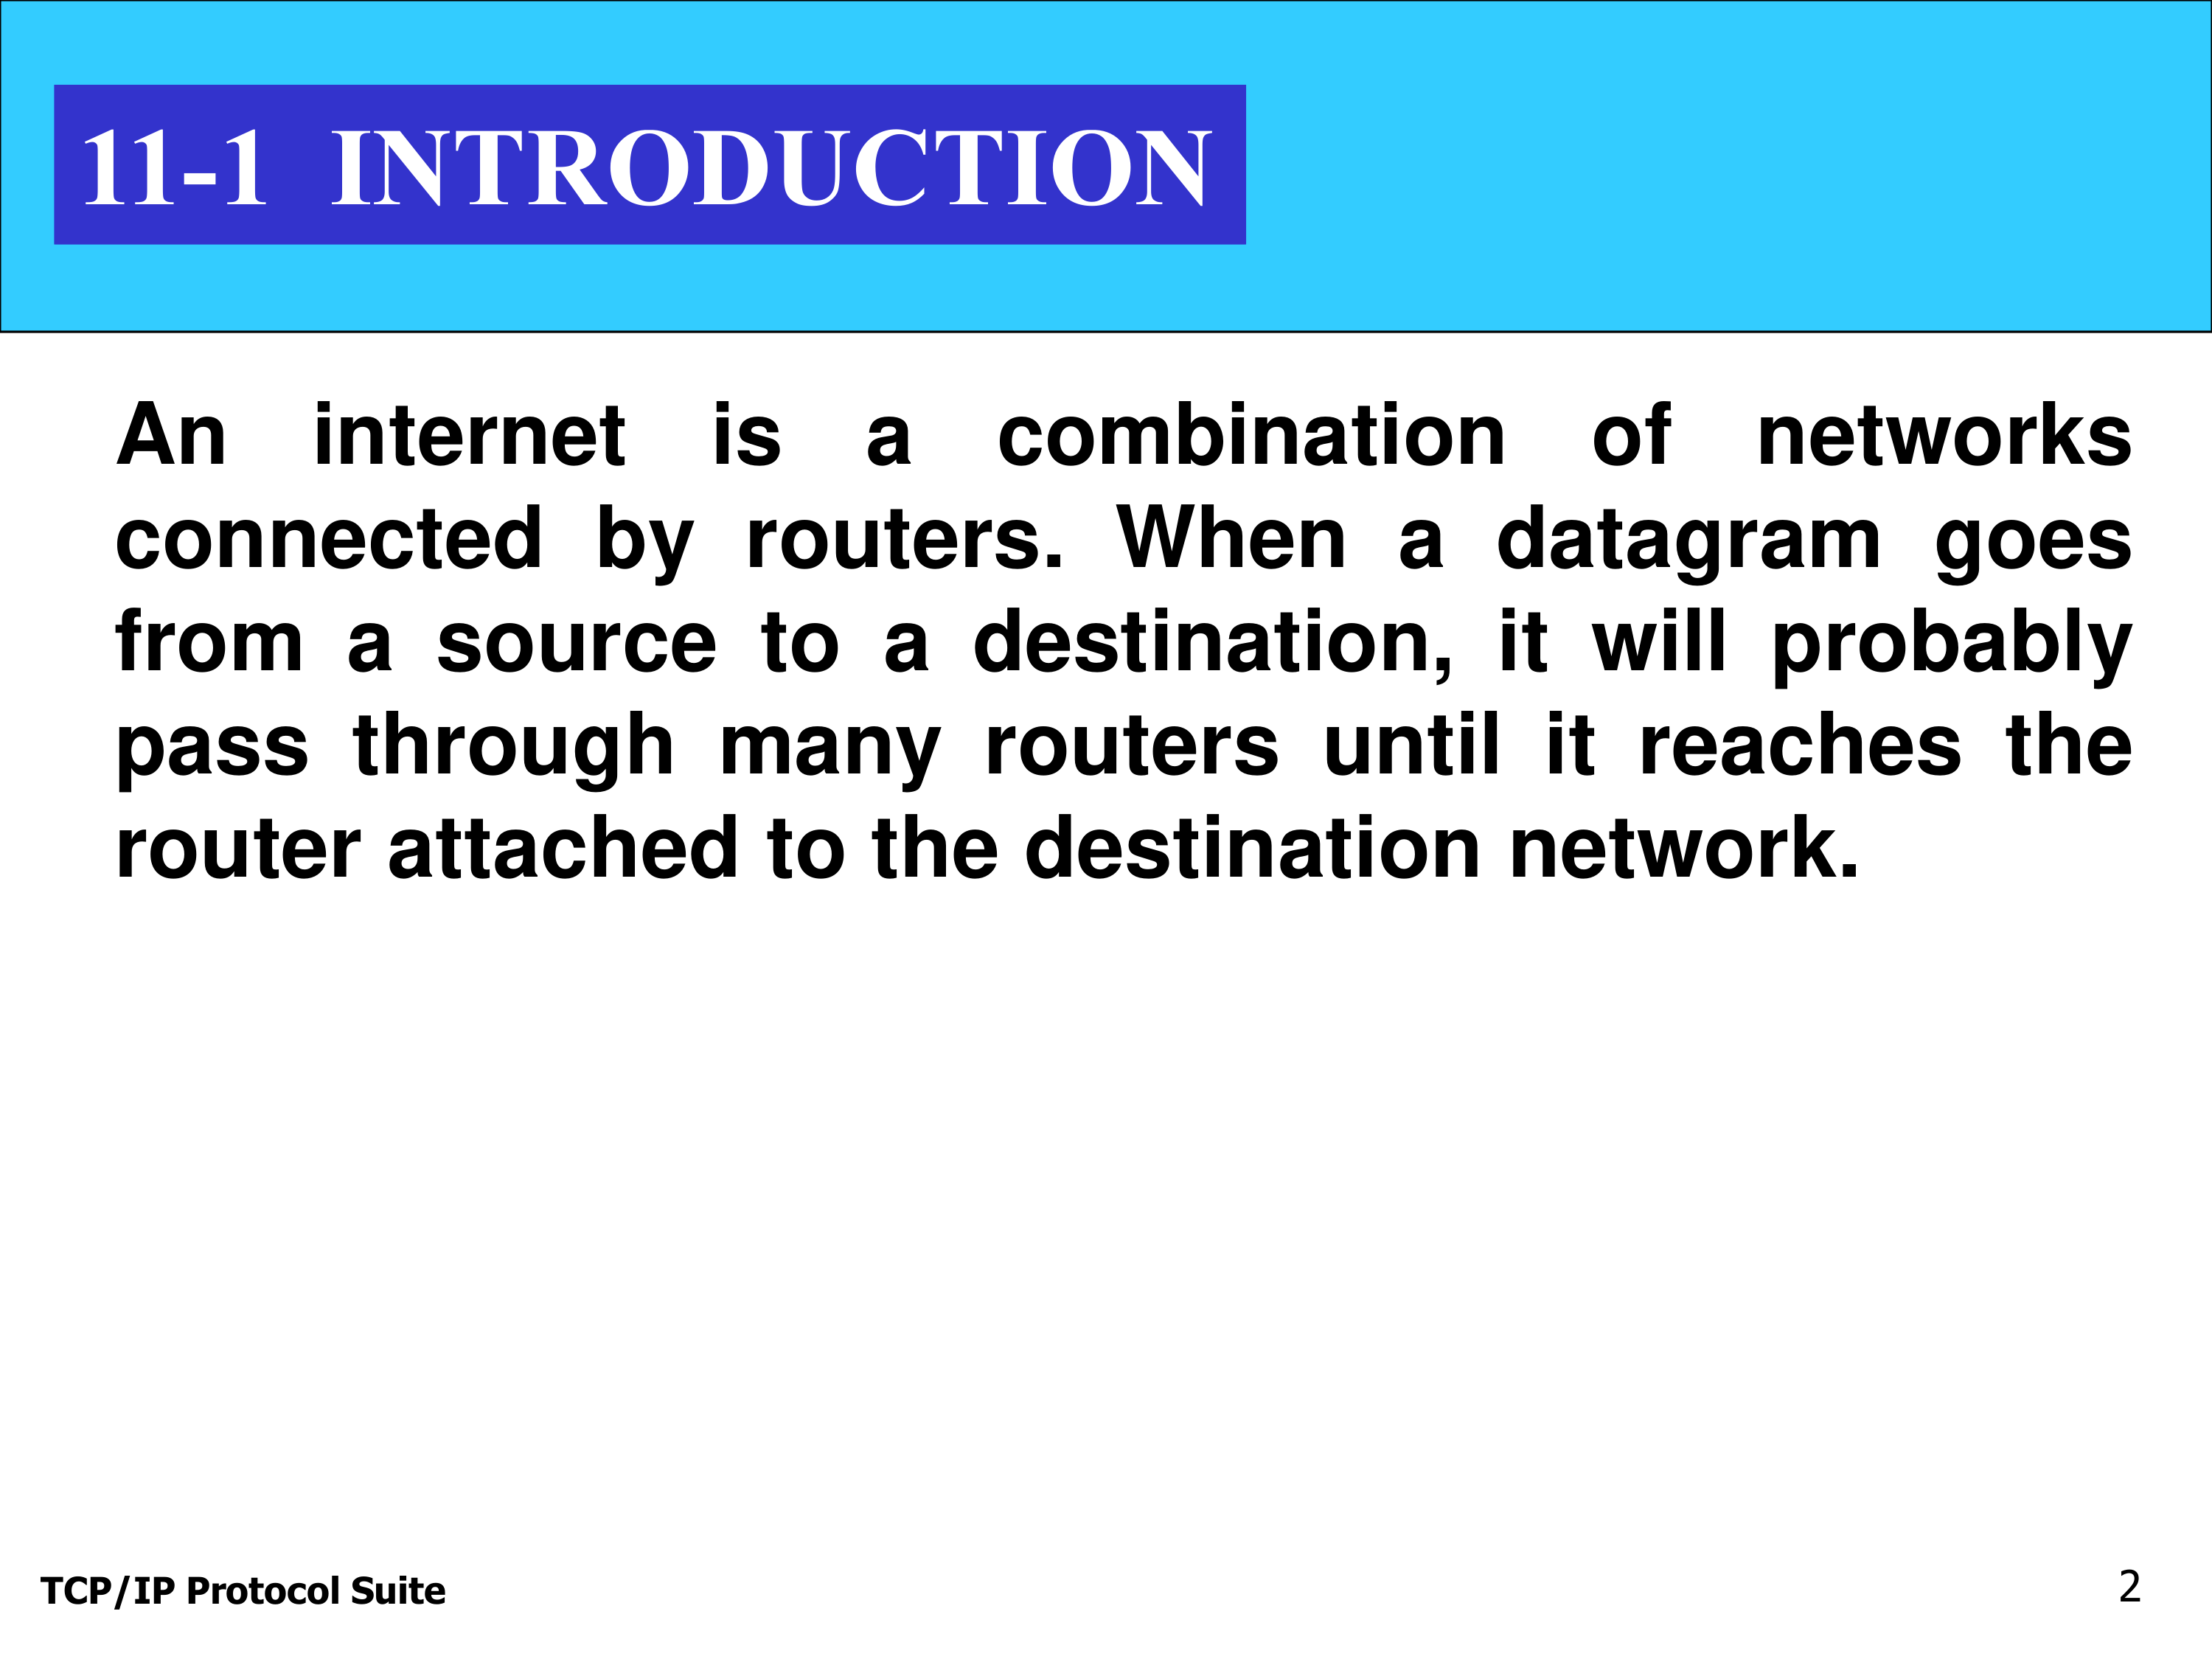 11-1 INTRODUCTION
An internet is a combination of networks
connected by routers. When a datagram goes
from a source to a destination, it will probably
pass through many routers until it reaches the
router attached to the destination network.
TCP/IP Protocol Suite
2